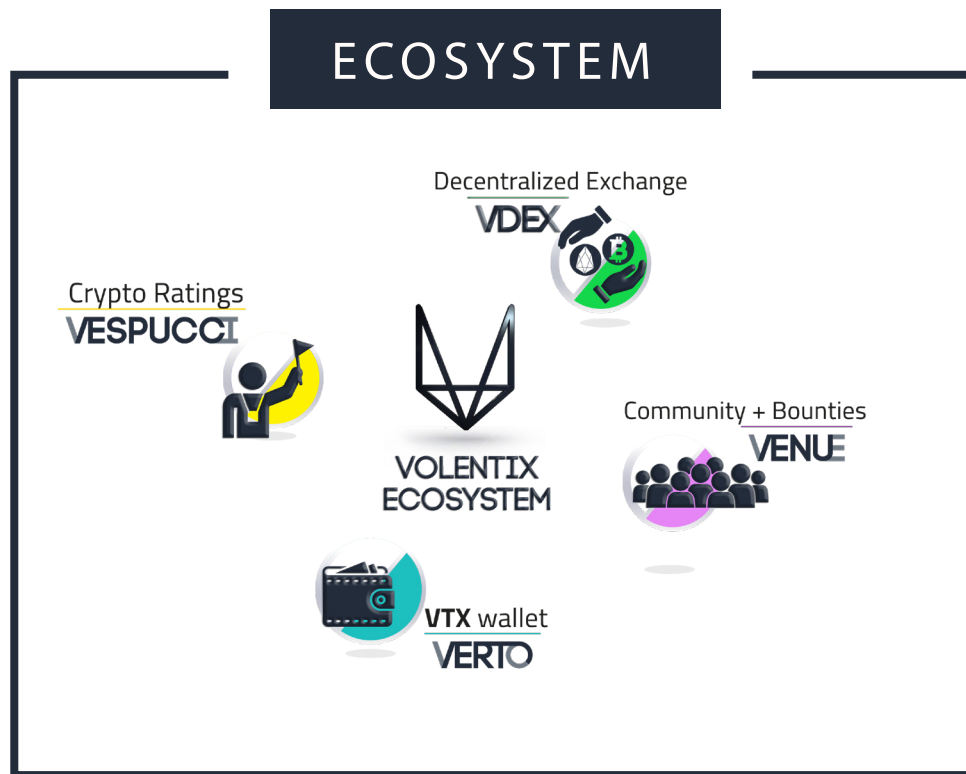 ECOSYSTEM
Decentralized Exchange
VDEX
Crypto Ratings
VESPUCCI
Community + Bounties
VENUE
VOLENTIX
ECOSYSTEM
VTX wallet
VERTO